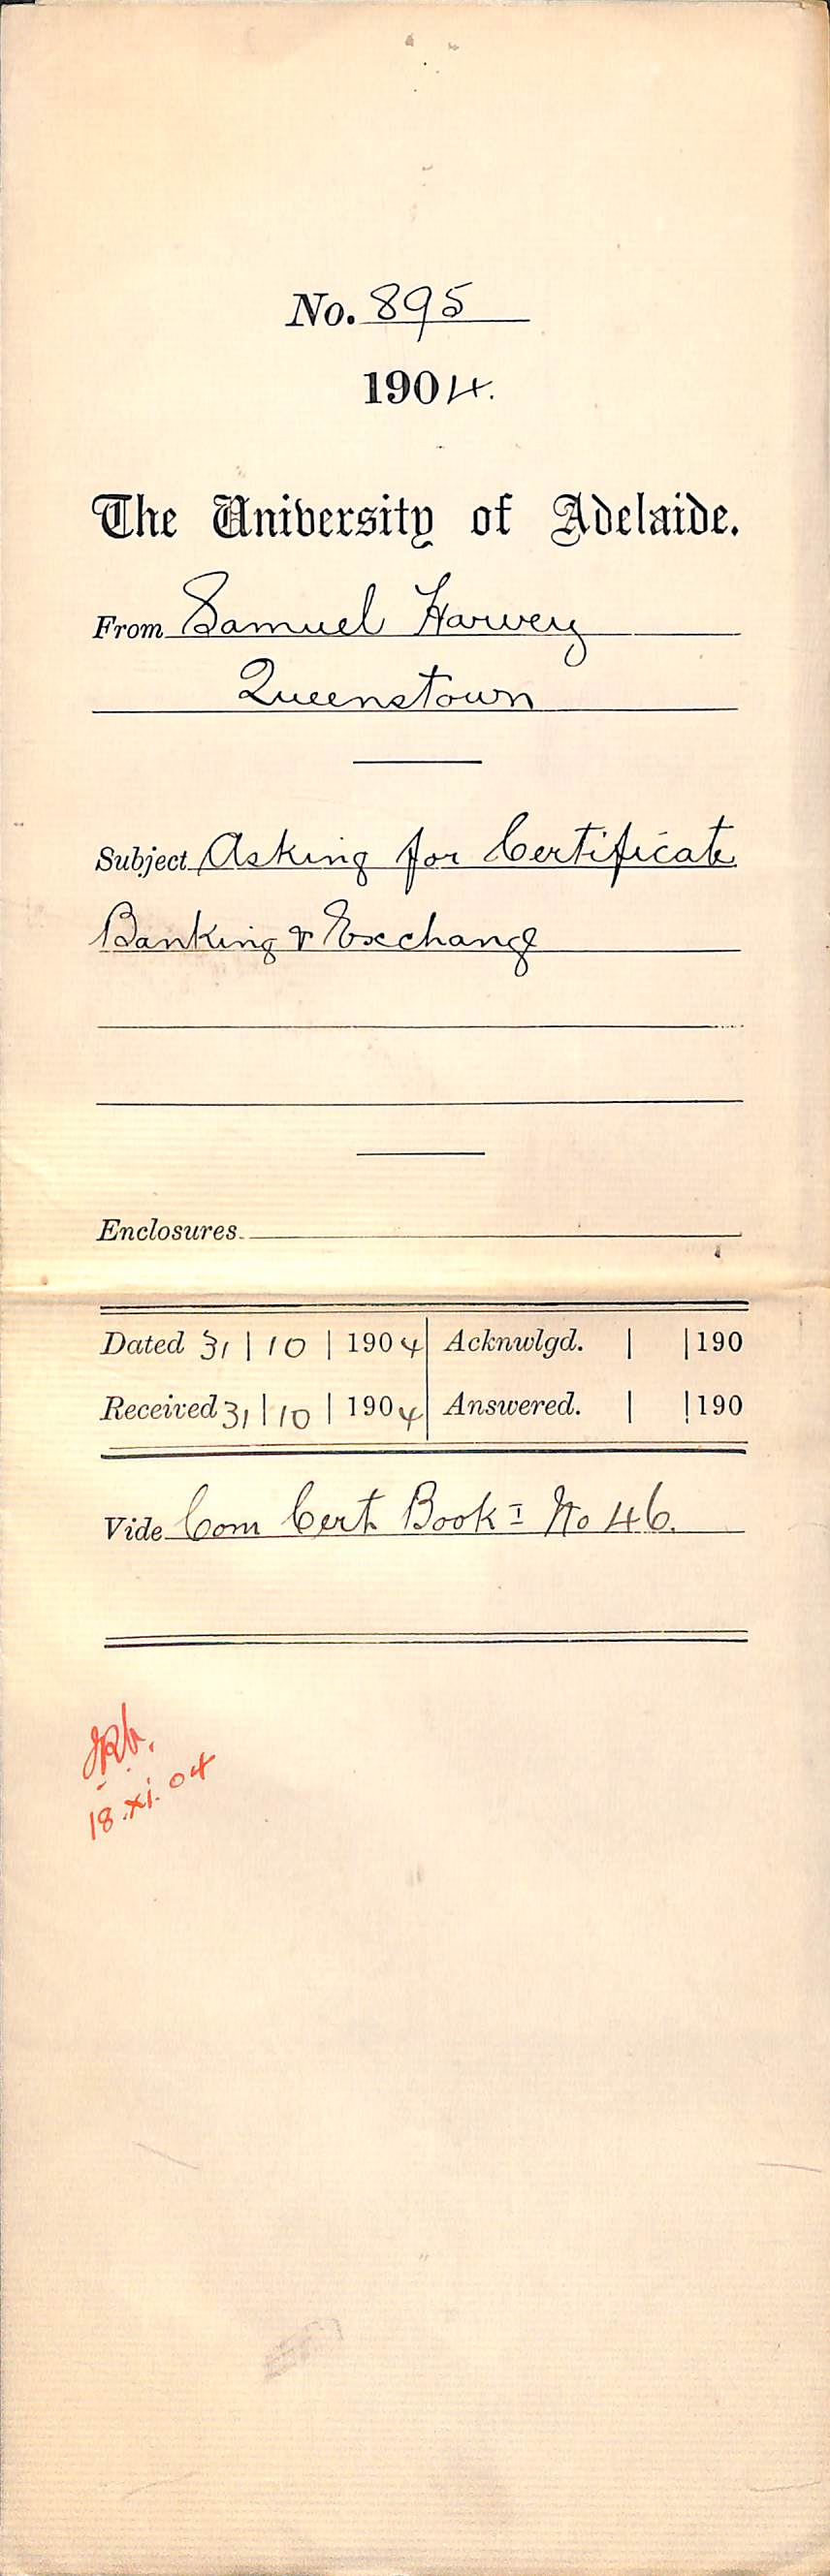 No. 895
1904.
The University of Adelaide.
From Samuel Harvey
Queenstown
Subject Asking for Certificate
Banking & Exchange
Enclosures
Dated 31 | 10 | 1904 Acknwlgd. | | 190
Received 31 | 10 | 1904 Answered. | | 190
Vide Com Cert Book I No 46.
18.xi.04